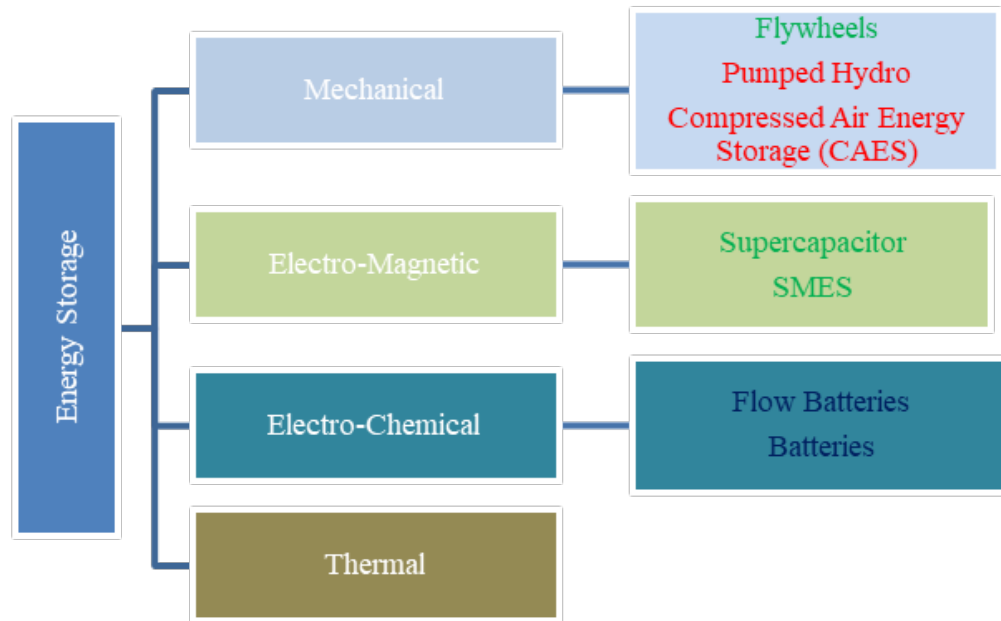 Energy Storage
Mechanical
Flywheels
Pumped Hydro
Compressed Air Energy
Storage (CAES)
Electro-Magnetic
Supercapacitor
SMES
Electro-Chemical
Flow Batteries
Batteries
Thermal